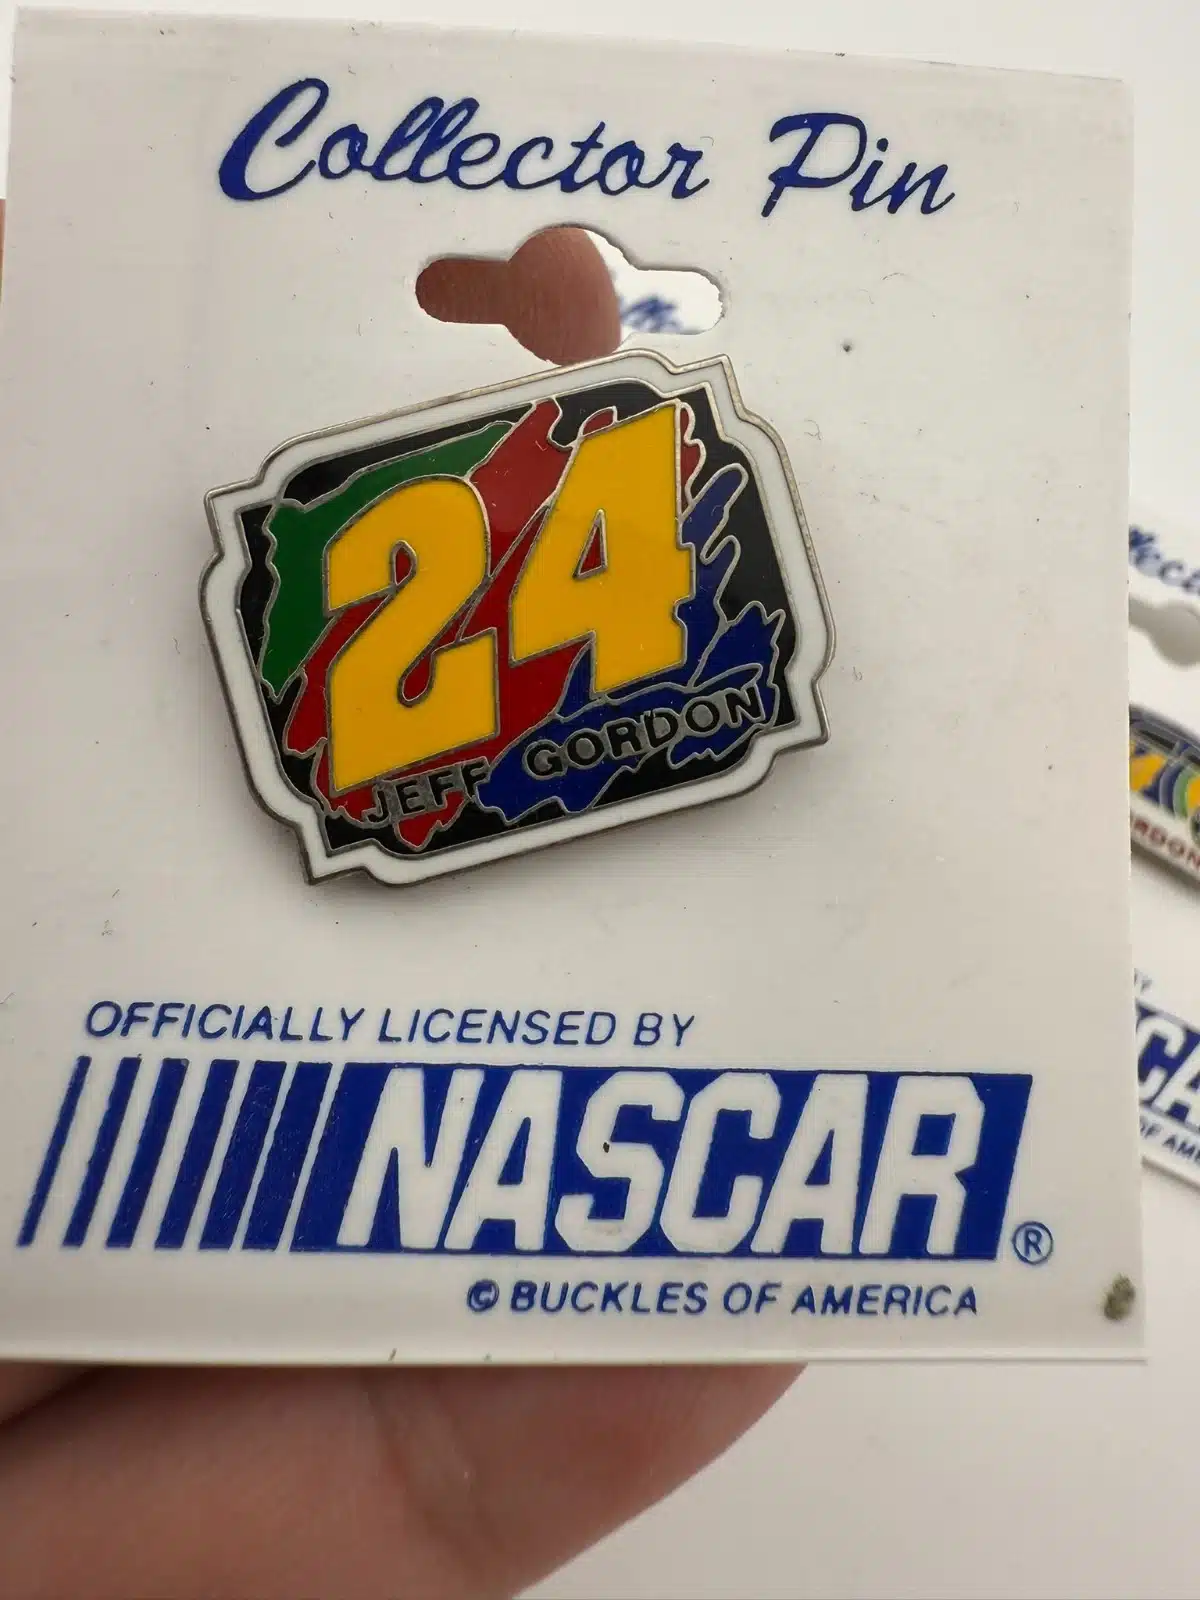 Collector Pin
24
JEFF GORDON
OFFICIALLY LICENSED BY
NASCAR®
© BUCKLES OF AMERICA